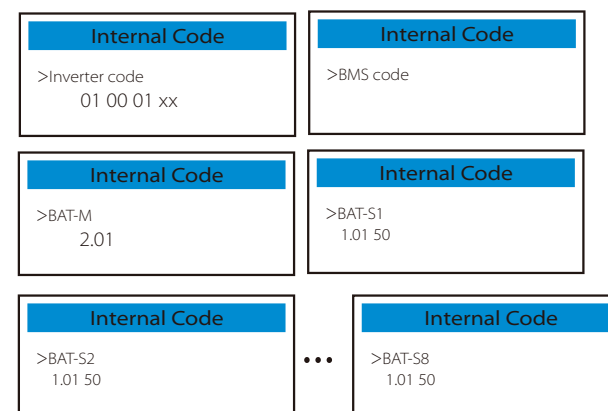 Internal Code
>Inverter code
01 00 01 xx
Internal Code
>BMS code
Internal Code
>BAT-M
2.01
Internal Code
>BAT-S1
1.01 50
Internal Code
>BAT-S2
1.01 50
...
Internal Code
>BAT-S8
1.01 50